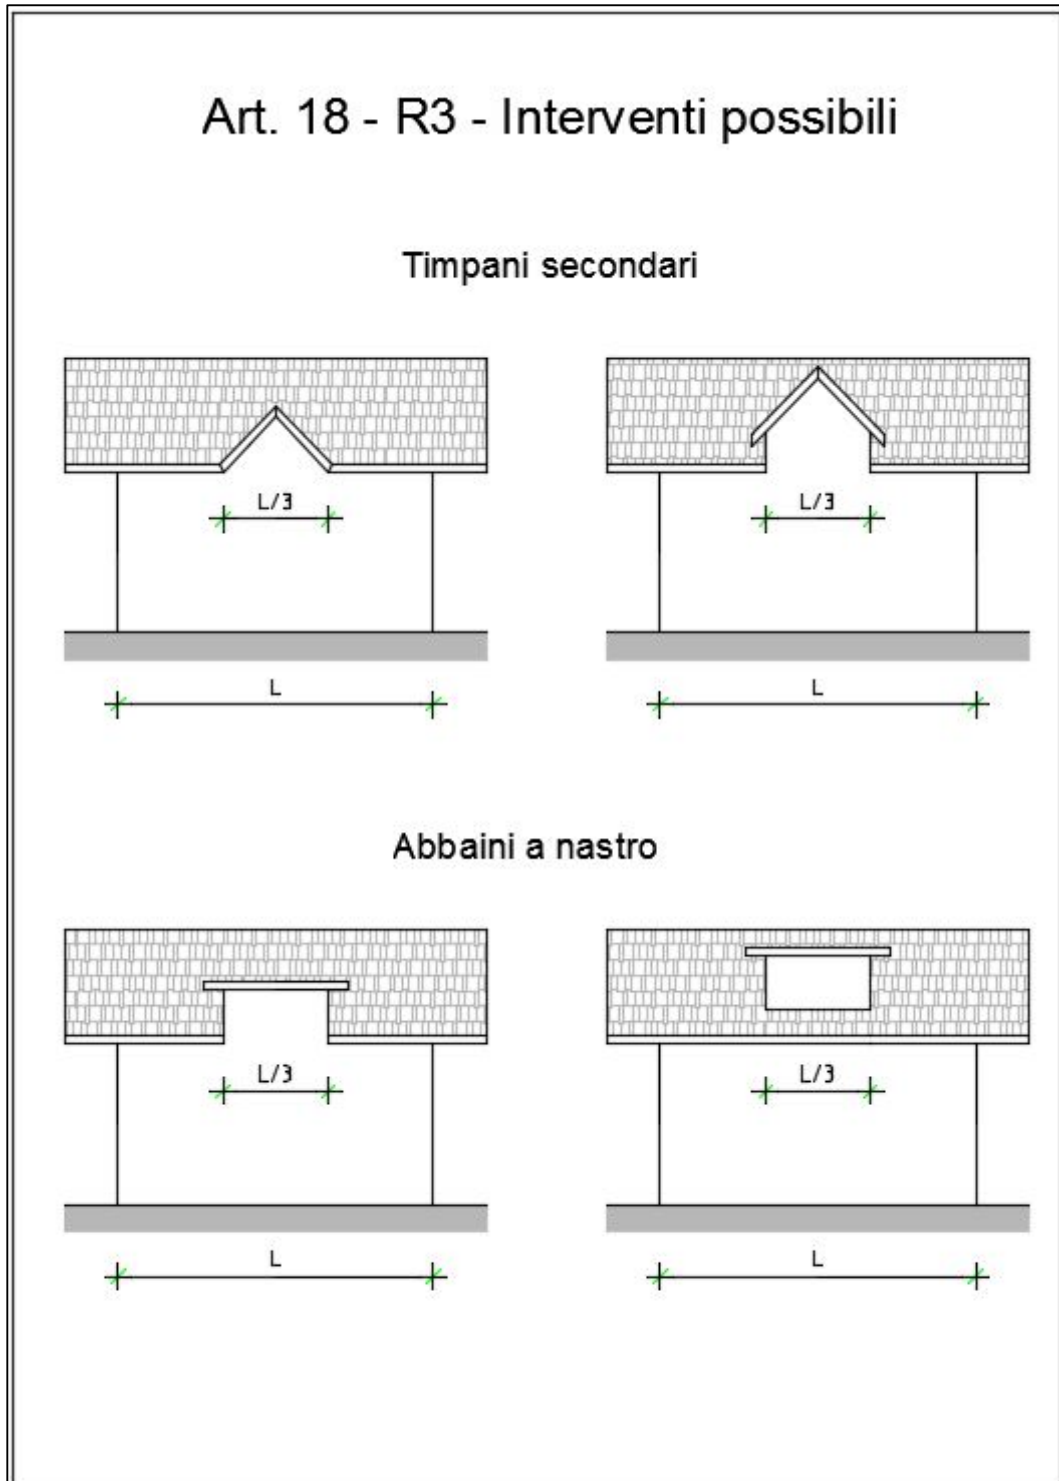 Art. 18 - R3 - Interventi possibili
Timpani secondari
L/3
L/3
L
L
Abbaini a nastro
L/3
L/3
L
L